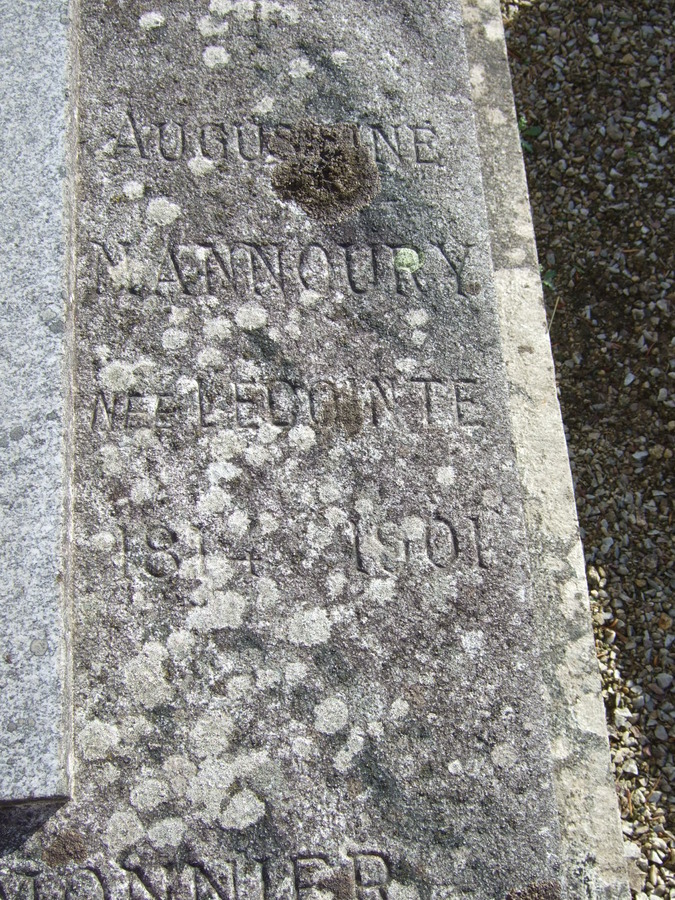 AUGUSTINE
MANNOURY
NÉE LECOINTE
1814 1901